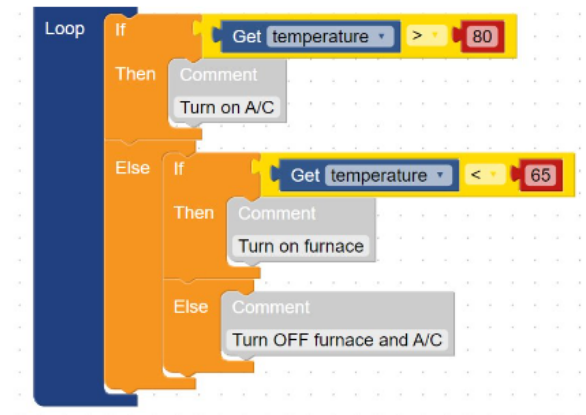 Loop If Get temperature > 80
Then Comment
Turn on A/C
Else If Get temperature < 65
Then Comment
Turn on furnace
Else Comment
Turn OFF furnace and A/C